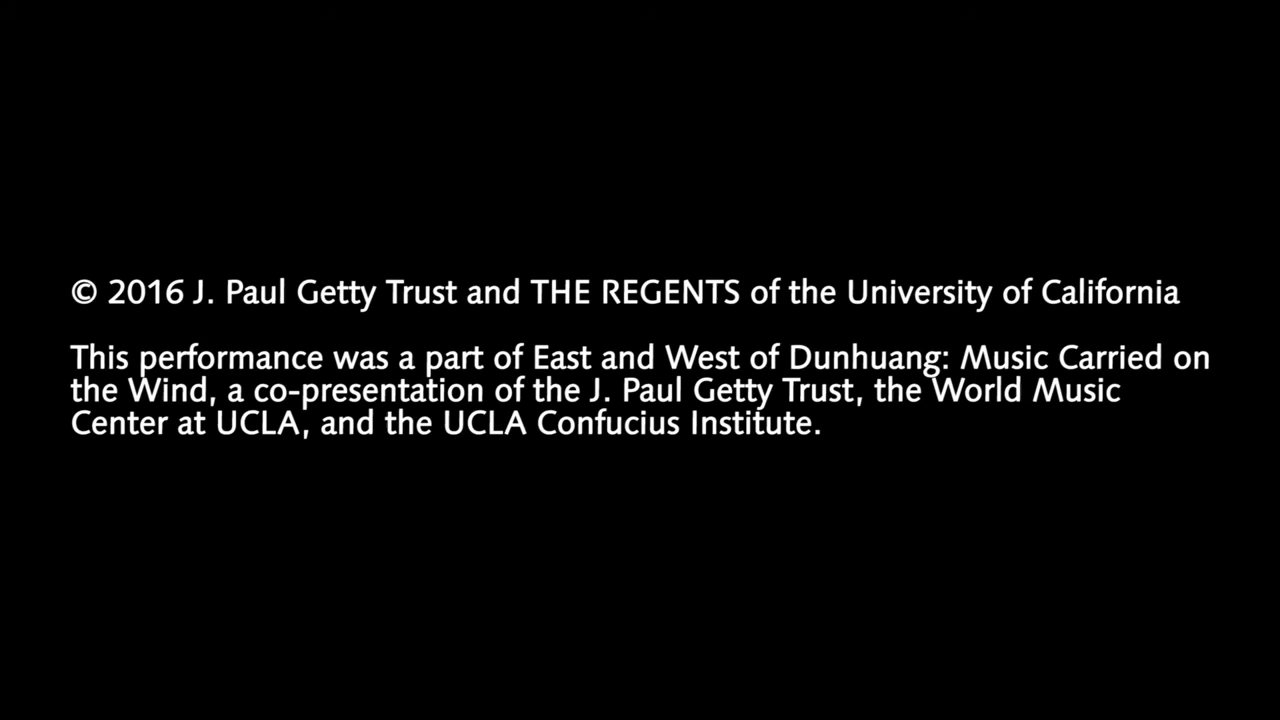 © 2016 J. Paul Getty Trust and THE REGENTS of the University of California
This performance was a part of East and West of Dunhuang: Music Carried on
the Wind, a co-presentation of the J. Paul Getty Trust, the World Music
Center at UCLA, and the UCLA Confucius Institute.